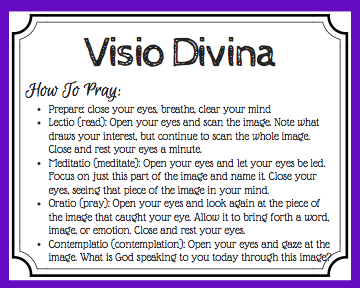 Visio Divina
How To Pray:
• Prepare: close your eyes, breathe, clear your mind
• Lectio (read): Open your eyes and scan the image. Note what
draws your interest, but continue to scan the whole image.
Close and rest your eyes a minute.
• Meditatio (meditate): Open your eyes and let your eyes be led.
Focus on just this part of the image and name it. Close your
eyes, seeing that piece of the image in your mind.
• Oratio (pray): Open your eyes and look again at the piece of
the image that caught your eye. Allow it to bring forth a word,
image, or emotion. Close and rest your eyes.
• Contemplatio (contemplation): Open your eyes and gaze at the
image. What is God speaking to you today through this image?